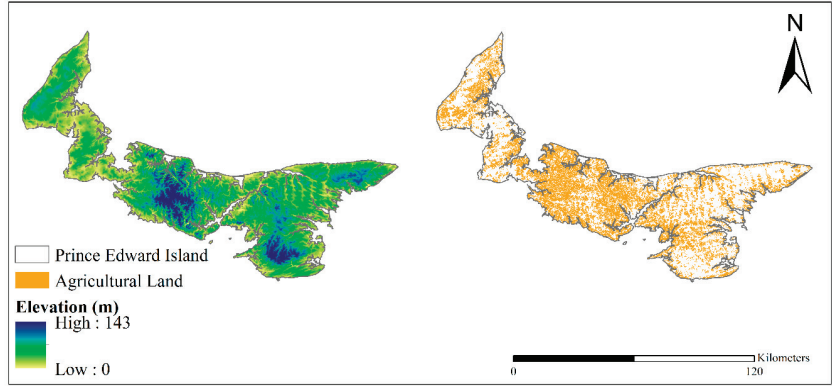 N
Prince Edward Island
Agricultural Land
Elevation (m)
High : 143
Low : 0
Kilometers
0 120